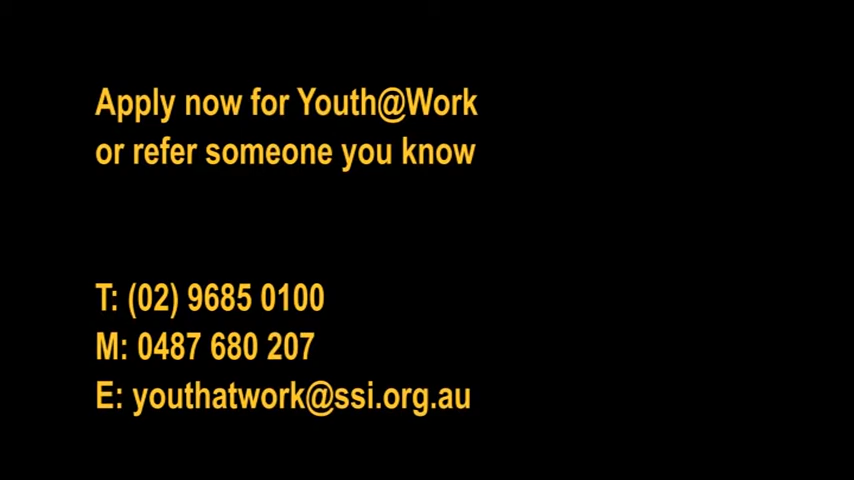 Apply now for Youth@Work
or refer someone you know
T: (02) 9685 0100
M: 0487 680 207
E: youthatwork@ssi.org.au